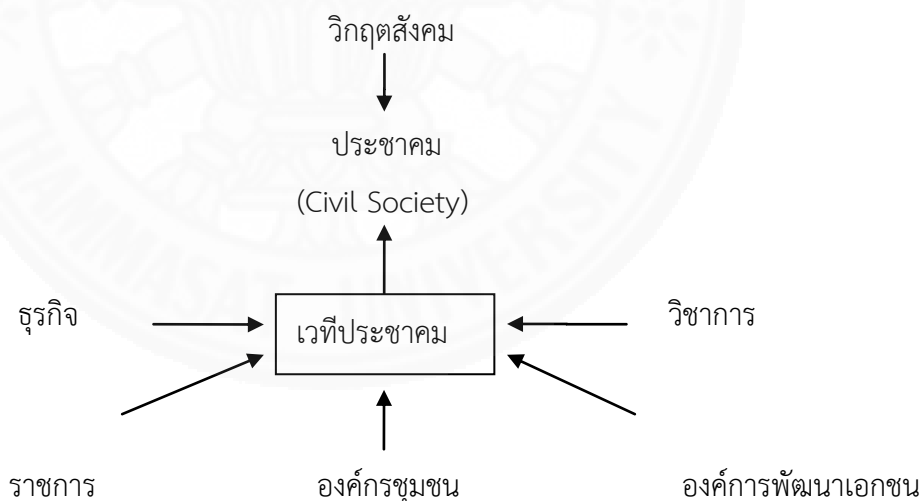 วิกฤตสังคม
ประชาคม
(Civil Society)
ธุรกิจ
เวทีประชาคม
วิชาการ
ราชการ
องค์กรชุมชน
องค์การพัฒนาเอกชน
THAMMASAT UNIVERSITY